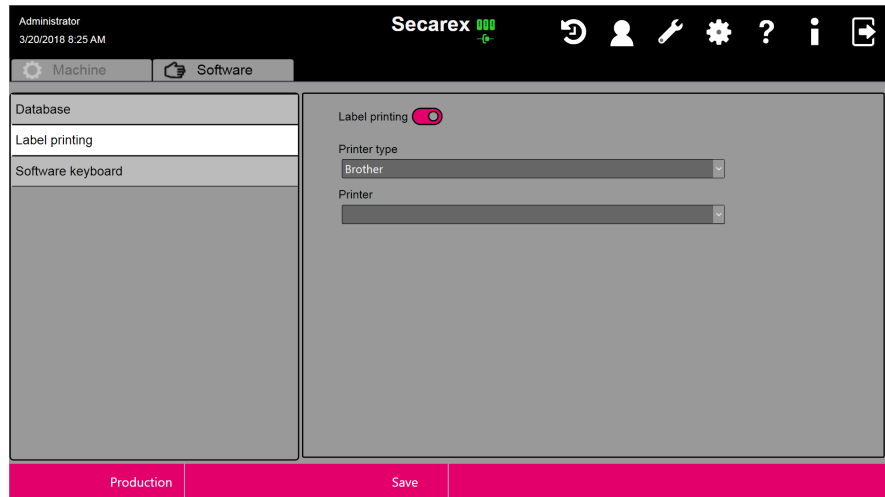 Administrator
3/20/2018 8:25 AM
Secarex
?
i
Machine
Software
Database
Label printing
Software keyboard
Label printing
Printer type
Brother
Printer
Production
Save